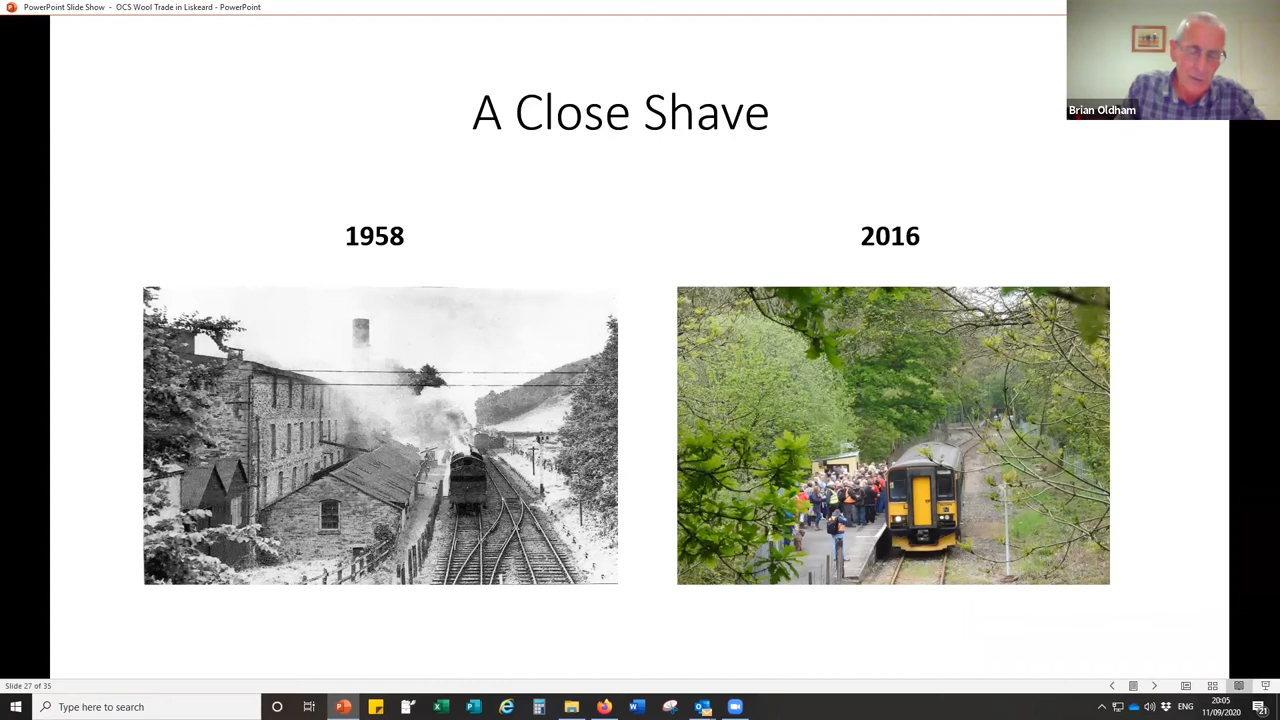 PowerPoint Slide Show - OCS Wool Trade in Liskeard - PowerPoint
Brian Oldham
A Close Shave
1958
2016
Slide 27 of 35
Type here to search
ENG
20:05
11/09/2020
21